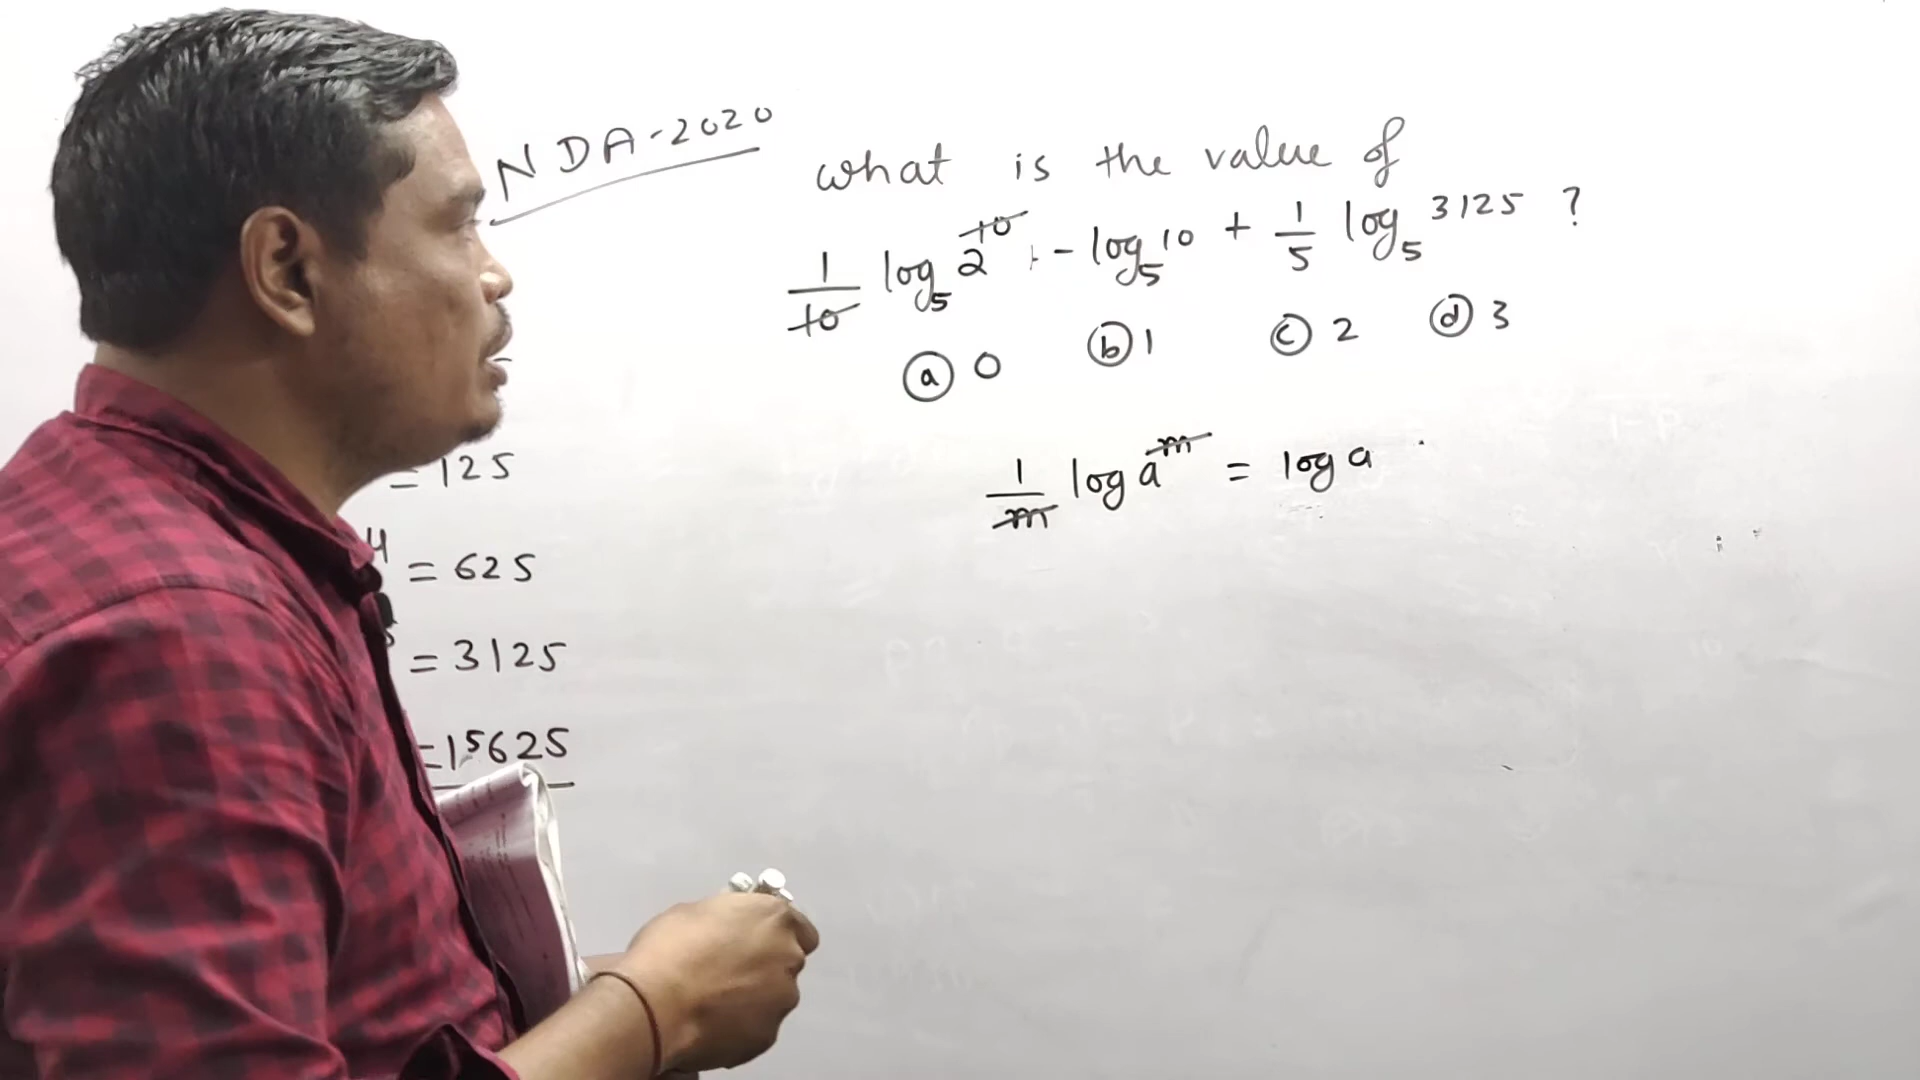 NDA-2020
what is the value of
1/10 log₅ 2¹⁰ - log₅ 10 + 1/5 log₅ 3125 ?
ⓐ 0 ⓑ 1 ⓒ 2 ⓓ 3
1/m log aᵐ = log a
= 125
4 = 625
= 3125
= 15625